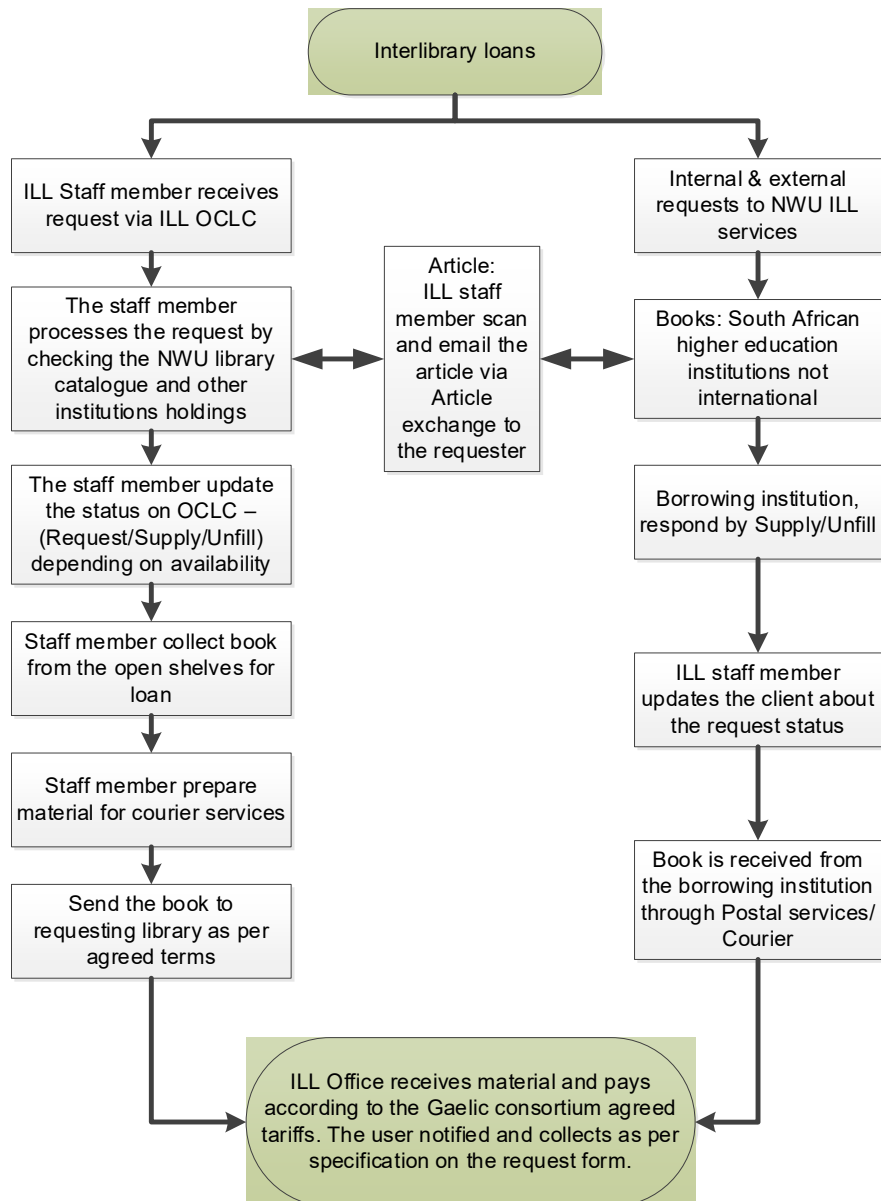 Interlibrary loans
ILL Staff member receives
request via ILL OCLC
The staff member
processes the request by
checking the NWU library
catalogue and other
institutions holdings
The staff member update
the status on OCLC –
(Request/Supply/Unfill)
depending on availability
Staff member collect book
from the open shelves for
loan
Staff member prepare
material for courier services
Send the book to
requesting library as per
agreed terms
Article:
ILL staff
member scan
and email the
article via
Article
exchange to
the requester
Internal & external
requests to NWU ILL
services
Books: South African
higher education
institutions not
international
Borrowing institution,
respond by Supply/Unfill
ILL staff member
updates the client about
the request status
Book is received from
the borrowing institution
through Postal services/
Courier
ILL Office receives material and pays
according to the Gaelic consortium agreed
tariffs. The user notified and collects as per
specification on the request form.